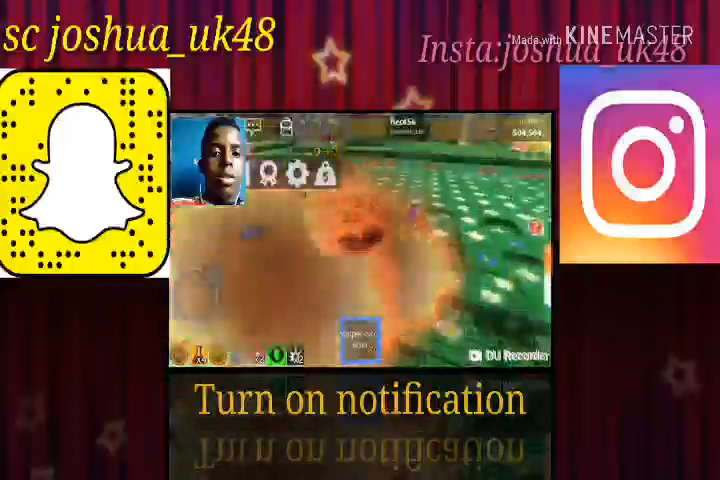 sc joshua_uk48
Insta:joshua_uk48
Made with KINEMASTER
DU Recorder
Turn on notification